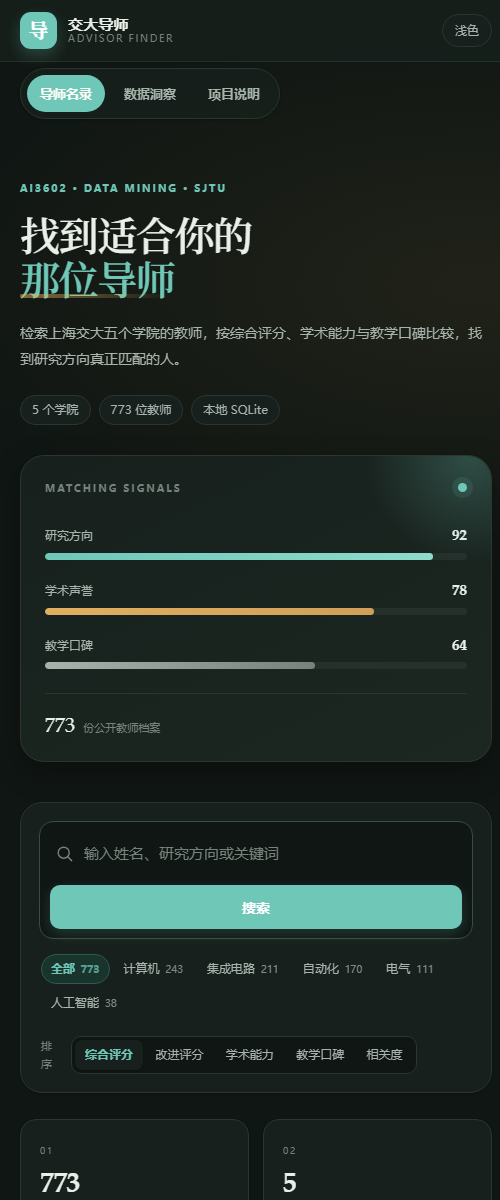 导
交大导师
ADVISOR FINDER
浅色
导师名录
数据洞察
项目说明
AI3602 • DATA MINING • SJTU
找到适合你的
那位导师
检索上海交大五个学院的教师，按综合评分、学术能力与教学口碑比较，找
到研究方向真正匹配的人。
5 个学院
773 位教师
本地 SQLite
MATCHING SIGNALS
研究方向 92
学术声誉 78
教学口碑 64
773 份公开教师档案
输入姓名、研究方向或关键词
搜索
全部 773 计算机 243 集成电路 211 自动化 170 电气 111
人工智能 38
排
序
综合评分 改进评分 学术能力 教学口碑 相关度
01
773
02
5